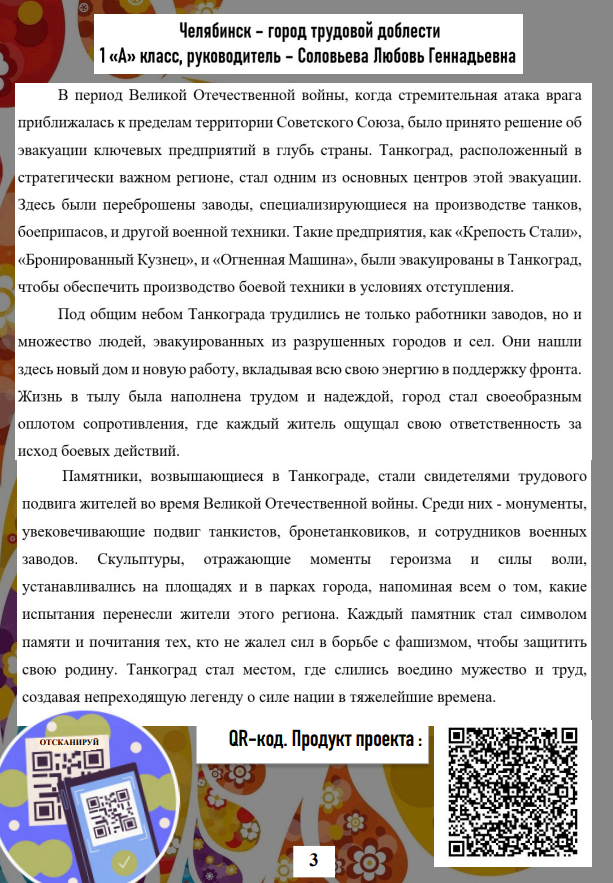 Челябинск – город трудовой доблести
1 «А» класс, руководитель – Соловьева Любовь Геннадьевна
В период Великой Отечественной войны, когда стремительная атака врага
приближалась к пределам территории Советского Союза, было принято решение об
эвакуации ключевых предприятий в глубь страны. Танкоград, расположенный в
стратегически важном регионе, стал одним из основных центров этой эвакуации.
Здесь были переброшены заводы, специализирующиеся на производстве танков,
боеприпасов, и другой военной техники. Такие предприятия, как «Крепость Стали»,
«Бронированный Кузнец», и «Огненная Машина», были эвакуированы в Танкоград,
чтобы обеспечить производство боевой техники в условиях отступления.
Под общим небом Танкограда трудились не только работники заводов, но и
множество людей, эвакуированных из разрушенных городов и сел. Они нашли
здесь новый дом и новую работу, вкладывая всю свою энергию в поддержку фронта.
Жизнь в тылу была наполнена трудом и надеждой, город стал своеобразным
оплотом сопротивления, где каждый житель ощущал свою ответственность за
исход боевых действий.
Памятники, возвышающиеся в Танкограде, стали свидетелями трудового
подвига жителей во время Великой Отечественной войны. Среди них - монументы,
увековечивающие подвиг танкистов, бронетанковиков, и сотрудников военных
заводов. Скульптуры, отражающие моменты героизма и силы воли,
устанавливались на площадях и в парках города, напоминая всем о том, какие
испытания перенесли жители этого региона. Каждый памятник стал символом
памяти и почитания тех, кто не жалел сил в борьбе с фашизмом, чтобы защитить
свою родину. Танкоград стал местом, где слились воедино мужество и труд,
создавая непреходящую легенду о силе нации в тяжелейшие времена.
ОТСКАНИРУЙ
QR-код. Продукт проекта :
3